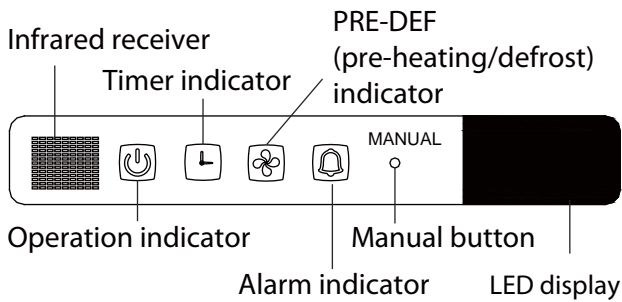 Infrared receiver
Timer indicator
PRE-DEF
(pre-heating/defrost)
indicator
MANUAL
Operation indicator
Manual button
Alarm indicator
LED display